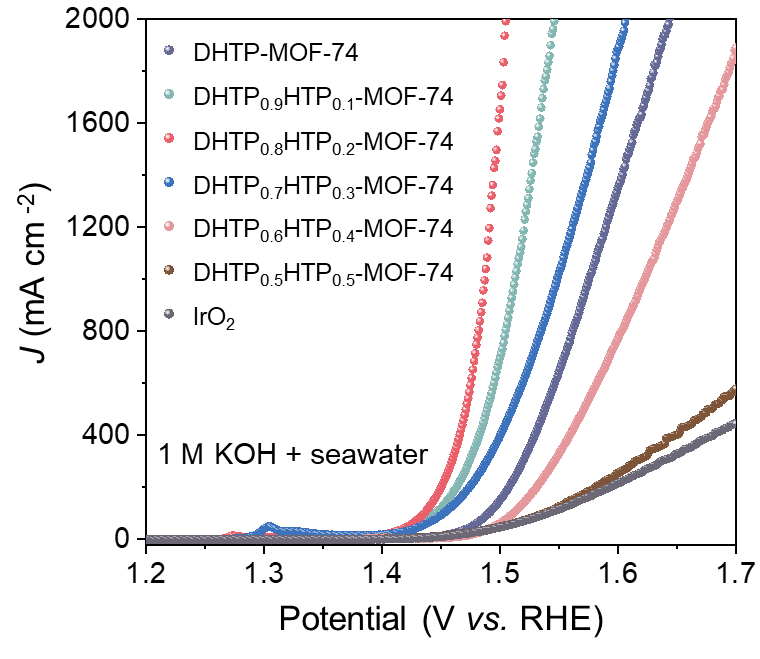 2000
1600
1200
800
400
0
J (mA cm⁻²)
DHTP-MOF-74
DHTP₀.₉HTP₀.₁-MOF-74
DHTP₀.₈HTP₀.₂-MOF-74
DHTP₀.₇HTP₀.₃-MOF-74
DHTP₀.₆HTP₀.₄-MOF-74
DHTP₀.₅HTP₀.₅-MOF-74
IrO₂
1 M KOH + seawater
1.2 1.3 1.4 1.5 1.6 1.7
Potential (V vs. RHE)